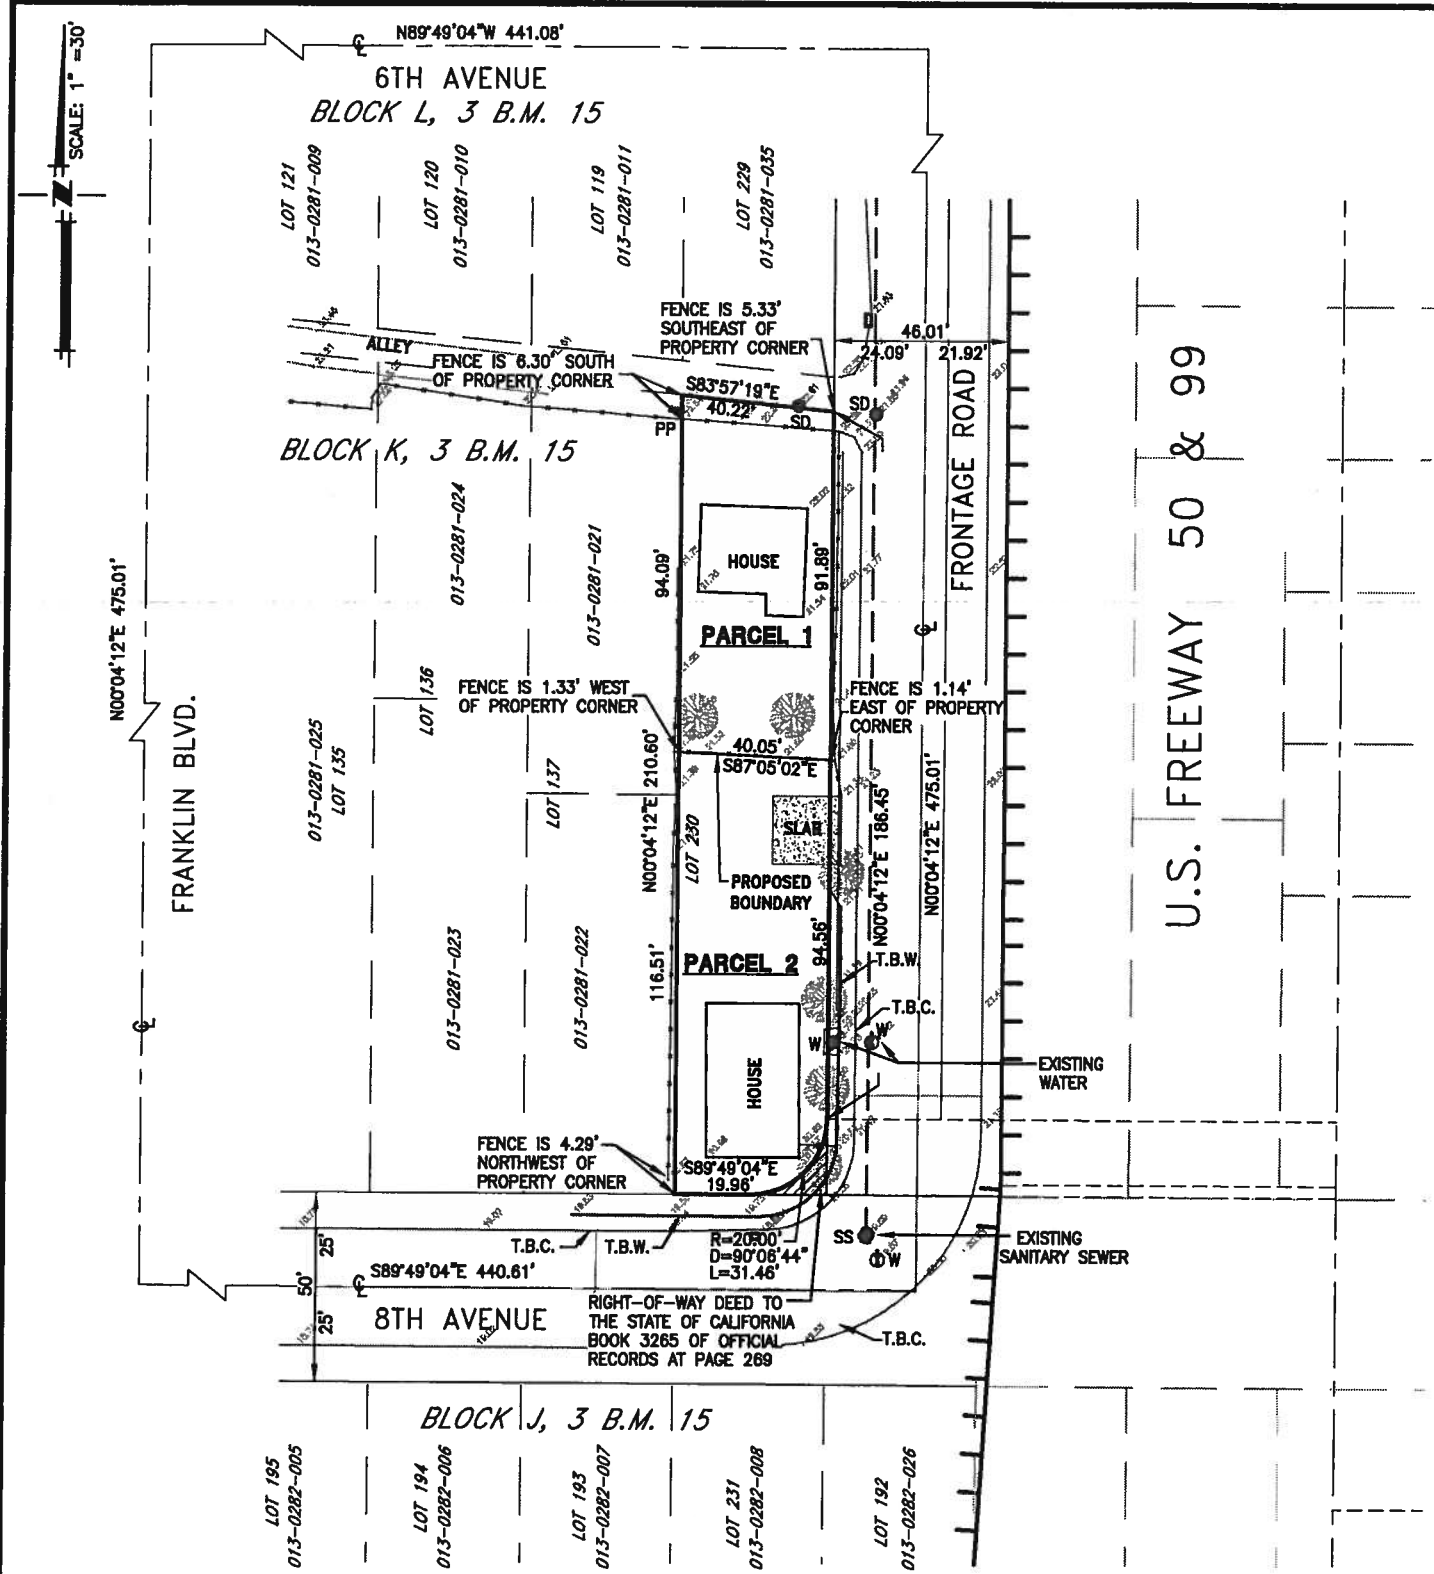 SCALE: 1" =30'
N
N89°49'04"W 441.08'
6TH AVENUE
BLOCK L, 3 B.M. 15
LOT 121
013-0281-009
LOT 120
013-0281-010
LOT 119
013-0281-011
LOT 229
013-0281-035
ALLEY
FENCE IS 6.30' SOUTH
OF PROPERTY CORNER
FENCE IS 5.33'
SOUTHEAST OF
PROPERTY CORNER
46.01'
24.09' 21.92'
D
S83°57'19"E
40.22'
SD
SD
PP
BLOCK K, 3 B.M. 15
FRONTAGE ROAD
U.S. FREEWAY 50 & 99
N00°04'12"E 475.01'
FRANKLIN BLVD.
013-0281-024
013-0281-021
94.09'
HOUSE
91.89'
PARCEL 1
LOT 136
FENCE IS 1.33' WEST
OF PROPERTY CORNER
FENCE IS 1.14'
EAST OF PROPERTY
CORNER
40.05'
S87°05'02"E
013-0281-025
LOT 135
LOT 137
N00°04'12"E 210.60'
LOT 230
SLAB
PROPOSED
BOUNDARY
N00°04'12"E 186.45'
N00°04'12"E 475.01'
013-0281-023
013-0281-022
116.51'
PARCEL 2
94.56'
T.B.W.
T.B.C.
W
W
EXISTING
WATER
HOUSE
FENCE IS 4.29'
NORTHWEST OF
PROPERTY CORNER
S89°49'04"E
19.96'
T.B.C.
T.B.W.
R=20.00'
D=90°06'44"
L=31.46'
SS
W
EXISTING
SANITARY SEWER
25'
50'
25'
S89°49'04"E 440.61'
8TH AVENUE
RIGHT-OF-WAY DEED TO
THE STATE OF CALIFORNIA
BOOK 3265 OF OFFICIAL
RECORDS AT PAGE 269
T.B.C.
BLOCK J, 3 B.M. 15
LOT 195
013-0282-005
LOT 194
013-0282-006
LOT 193
013-0282-007
LOT 231
013-0282-008
LOT 192
013-0282-026